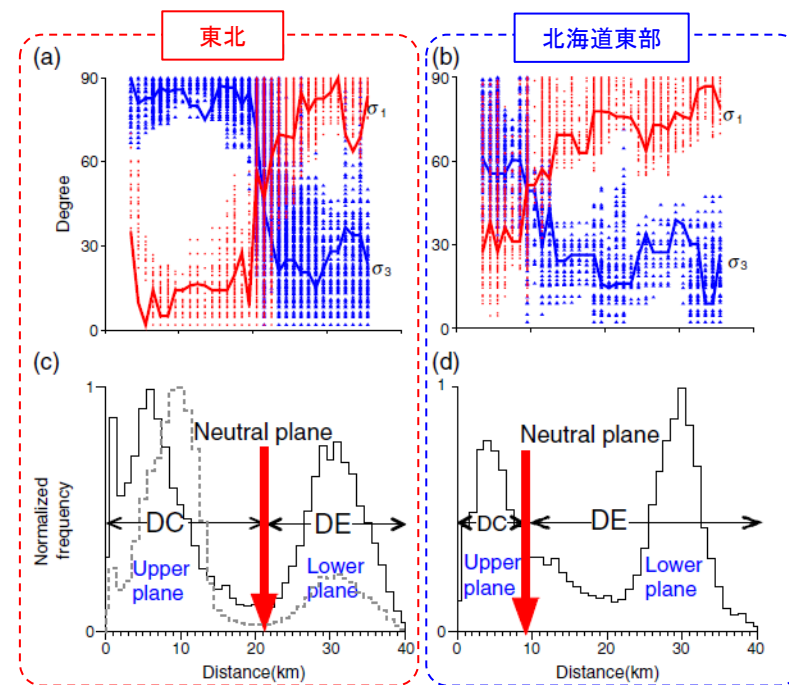 東北
北海道東部
(a)
90
60
30
0
Degree
σ1
σ3
(b)
90
60
30
0
σ1
σ3
(c)
1
0
Normalized
frequency
Neutral plane
DC
DE
Upper
plane
Lower
plane
0
10
20
30
40
Distance(km)
(d)
1
0
Neutral plane
DC
DE
Upper
plane
Lower
plane
0
10
20
30
40
Distance(km)